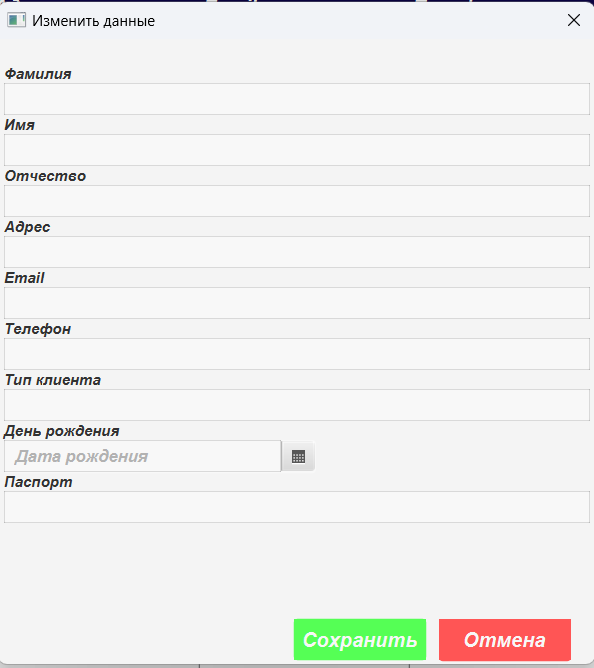 Изменить данные
Фамилия
Имя
Отчество
Адрес
Email
Телефон
Тип клиента
День рождения
Дата рождения
Паспорт
Сохранить Отмена